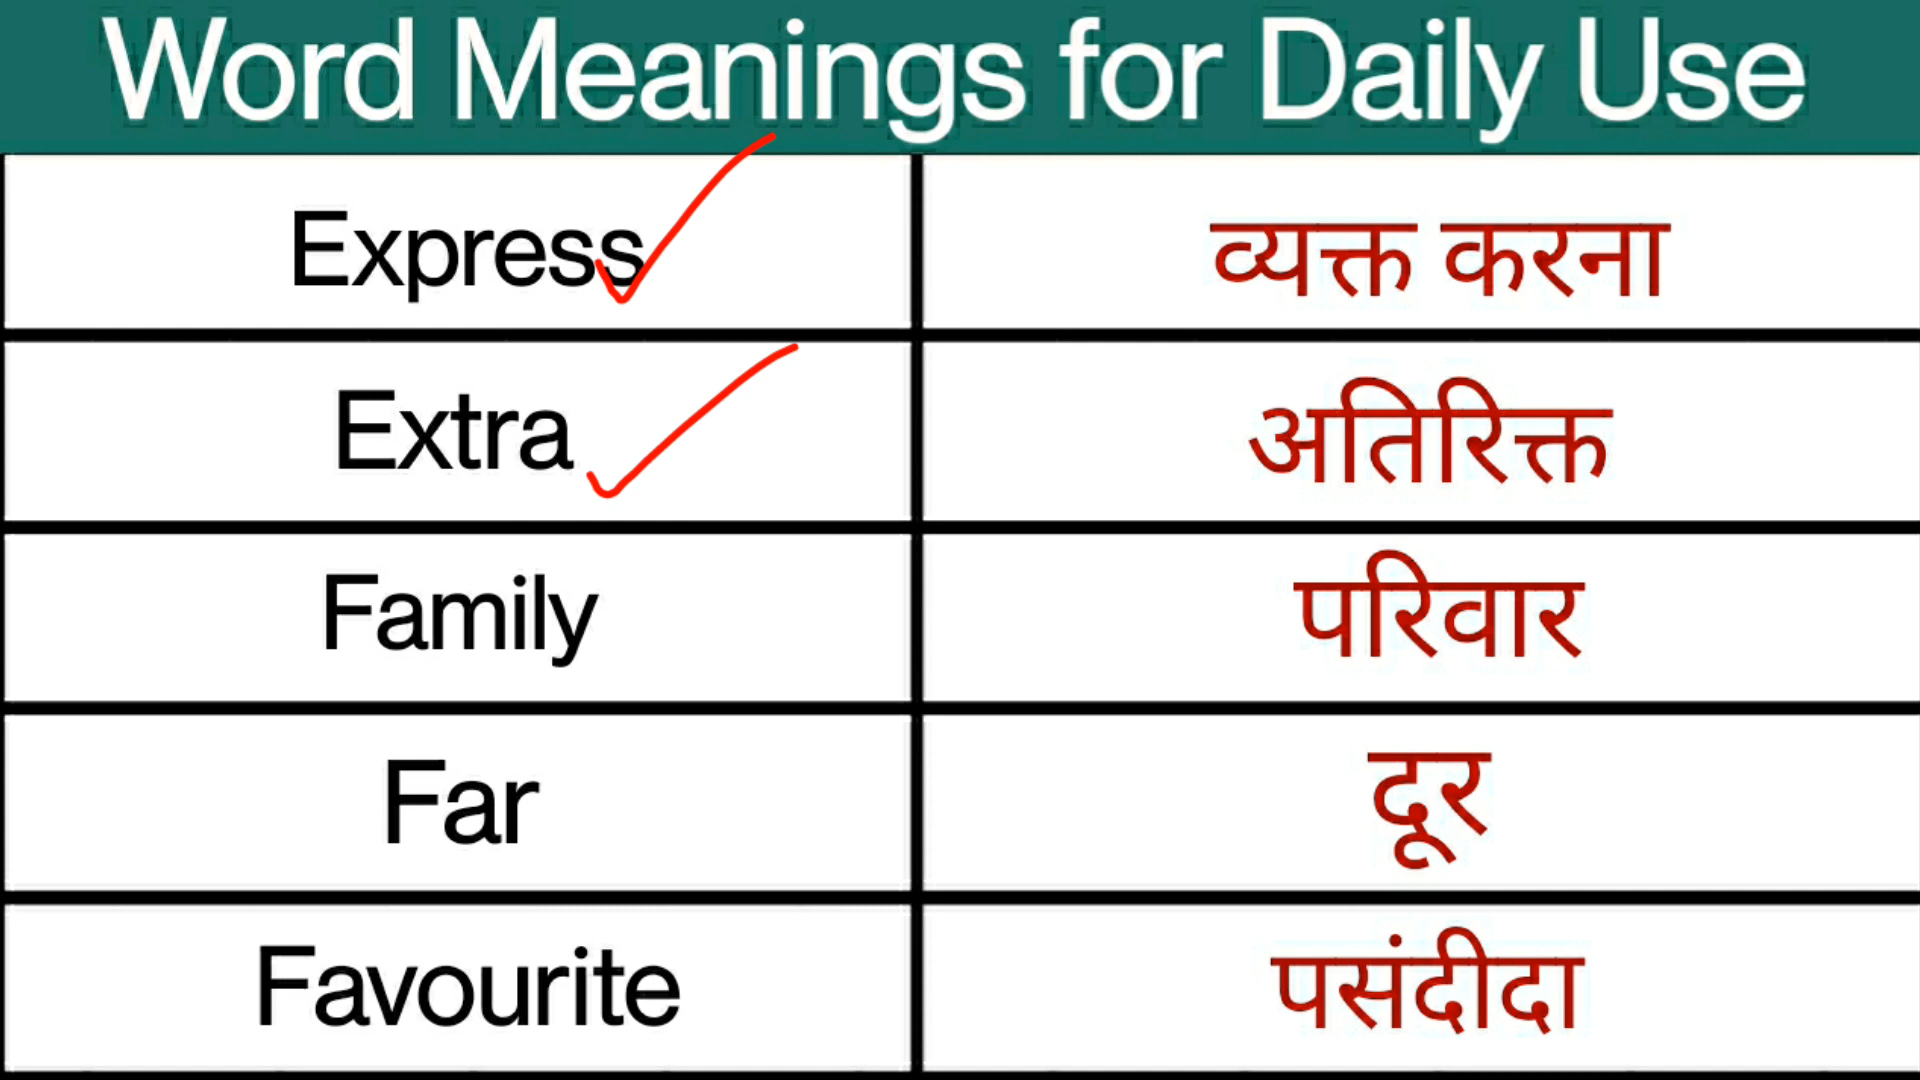 Word Meanings for Daily Use
Express व्यक्त करना
Extra अतिरिक्त
Family परिवार
Far दूर
Favourite पसंदीदा